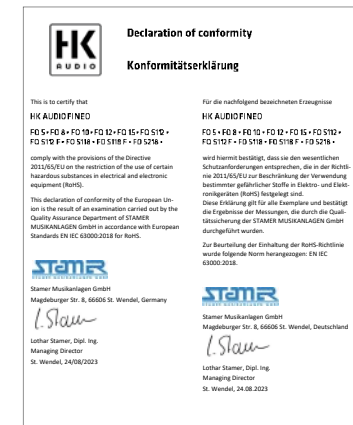 HK
AUDIO
Declaration of conformity
Konformitätserklärung
This is to certify that
HK AUDIO FINEO
FO 5 • FO 8 • FO 10 • FO 12 • FO 15 • FO S112 •
FO S112 F • FO S118 • FO S118 F • FO S218 •
comply with the provisions of the Directive
2011/65/EU on the restriction of the use of certain
hazardous substances in electrical and electronic
equipment (RoHS).
This declaration of conformity of the European Un-
ion is the result of an examination carried out by the
Quality Assurance Department of STAMER
MUSIKANLAGEN GmbH in accordance with European
Standards EN IEC 63000:2018 for RoHS.
STAMER
MUSIKANLAGEN GMBH
Stamer Musikanlagen GmbH
Magdeburger Str. 8, 66606 St. Wendel, Germany
L. Stamer
Lothar Stamer, Dipl. Ing.
Managing Director
St. Wendel, 24/08/2023
Für die nachfolgend bezeichneten Erzeugnisse
HK AUDIO FINEO
FO 5 • FO 8 • FO 10 • FO 12 • FO 15 • FO S112 •
FO S112 F • FO S118 • FO S118 F • FO S218 •
wird hiermit bestätigt, dass sie den wesentlichen
Schutzanforderungen entsprechen, die in der Richtli-
nie 2011/65/EU zur Beschränkung der Verwendung
bestimmter gefährlicher Stoffe in Elektro- und Elekt-
ronikgeräten (RoHS) festgelegt sind.
Diese Erklärung gilt für alle Exemplare und bestätigt
die Ergebnisse der Messungen, die durch die Quali-
tätssicherung der STAMER MUSIKANLAGEN GmbH
durchgeführt wurden.
Zur Beurteilung der Einhaltung der RoHS-Richtlinie
wurde folgende Norm herangezogen: EN IEC
63000:2018.
STAMER
MUSIKANLAGEN GMBH
Stamer Musikanlagen GmbH
Magdeburger Str. 8, 66606 St. Wendel, Deutschland
L. Stamer
Lothar Stamer, Dipl. Ing.
Managing Director
St. Wendel, 24.08.2023